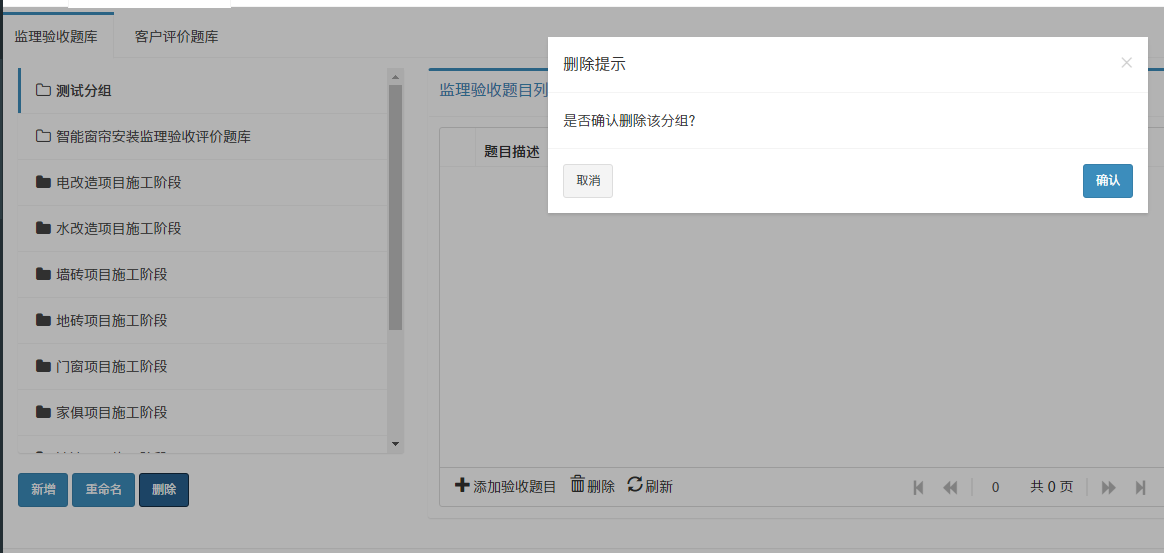 监理验收题库
客户评价题库
测试分组
智能窗帘安装监理验收评价题库
电改造项目施工阶段
水改造项目施工阶段
墙砖项目施工阶段
地砖项目施工阶段
门窗项目施工阶段
家俱项目施工阶段
新增
重命名
删除
监理验收题目列
题目描述
添加验收题目
删除
刷新
0
共 0 页
删除提示
×
是否确认删除该分组?
取消
确认